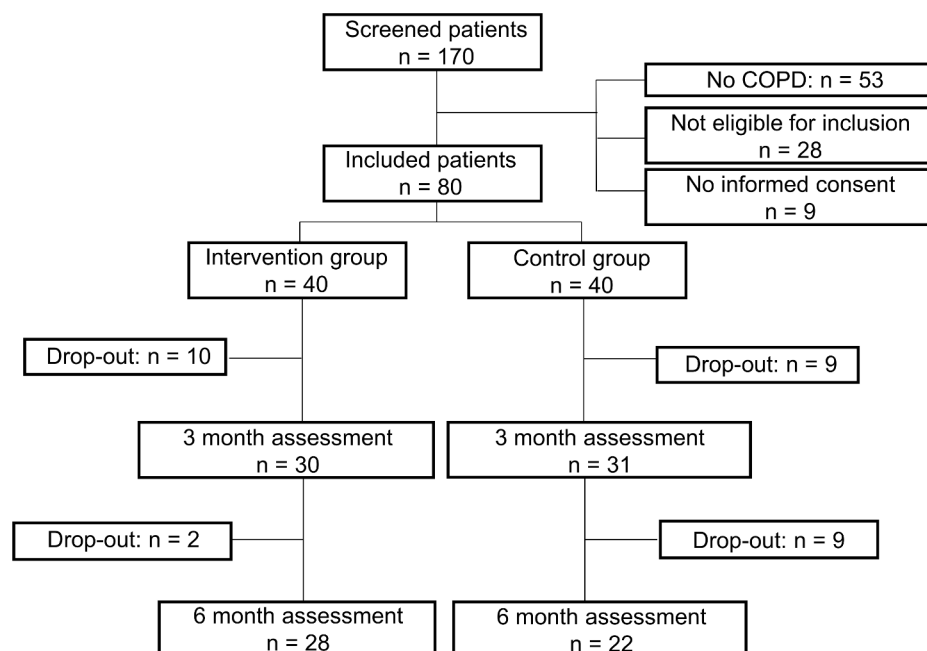 Screened patients
n = 170
No COPD: n = 53
Not eligible for inclusion
n = 28
No informed consent
n = 9
Included patients
n = 80
Intervention group
n = 40
Control group
n = 40
Drop-out: n = 10
Drop-out: n = 9
3 month assessment
n = 30
3 month assessment
n = 31
Drop-out: n = 2
Drop-out: n = 9
6 month assessment
n = 28
6 month assessment
n = 22